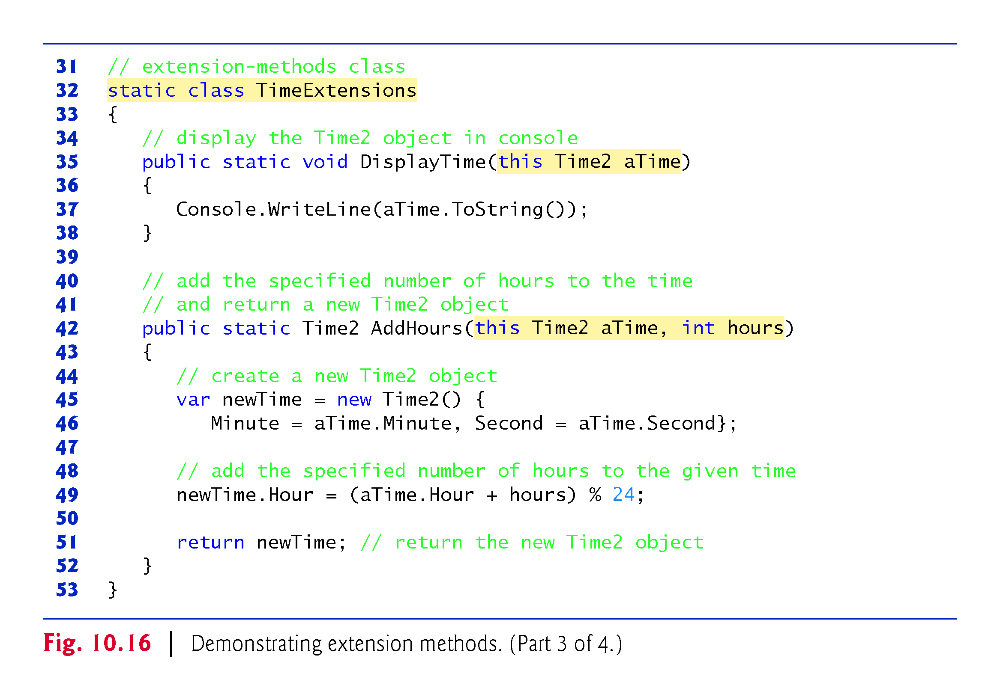 31 // extension-methods class
32 static class TimeExtensions
33 {
34    // display the Time2 object in console
35    public static void DisplayTime(this Time2 aTime)
36    {
37       Console.WriteLine(aTime.ToString());
38    }
39
40    // add the specified number of hours to the time
41    // and return a new Time2 object
42    public static Time2 AddHours(this Time2 aTime, int hours)
43    {
44       // create a new Time2 object
45       var newTime = new Time2() {
46          Minute = aTime.Minute, Second = aTime.Second};
47
48       // add the specified number of hours to the given time
49       newTime.Hour = (aTime.Hour + hours) % 24;
50
51       return newTime; // return the new Time2 object
52    }
53 }
Fig. 10.16 | Demonstrating extension methods. (Part 3 of 4.)